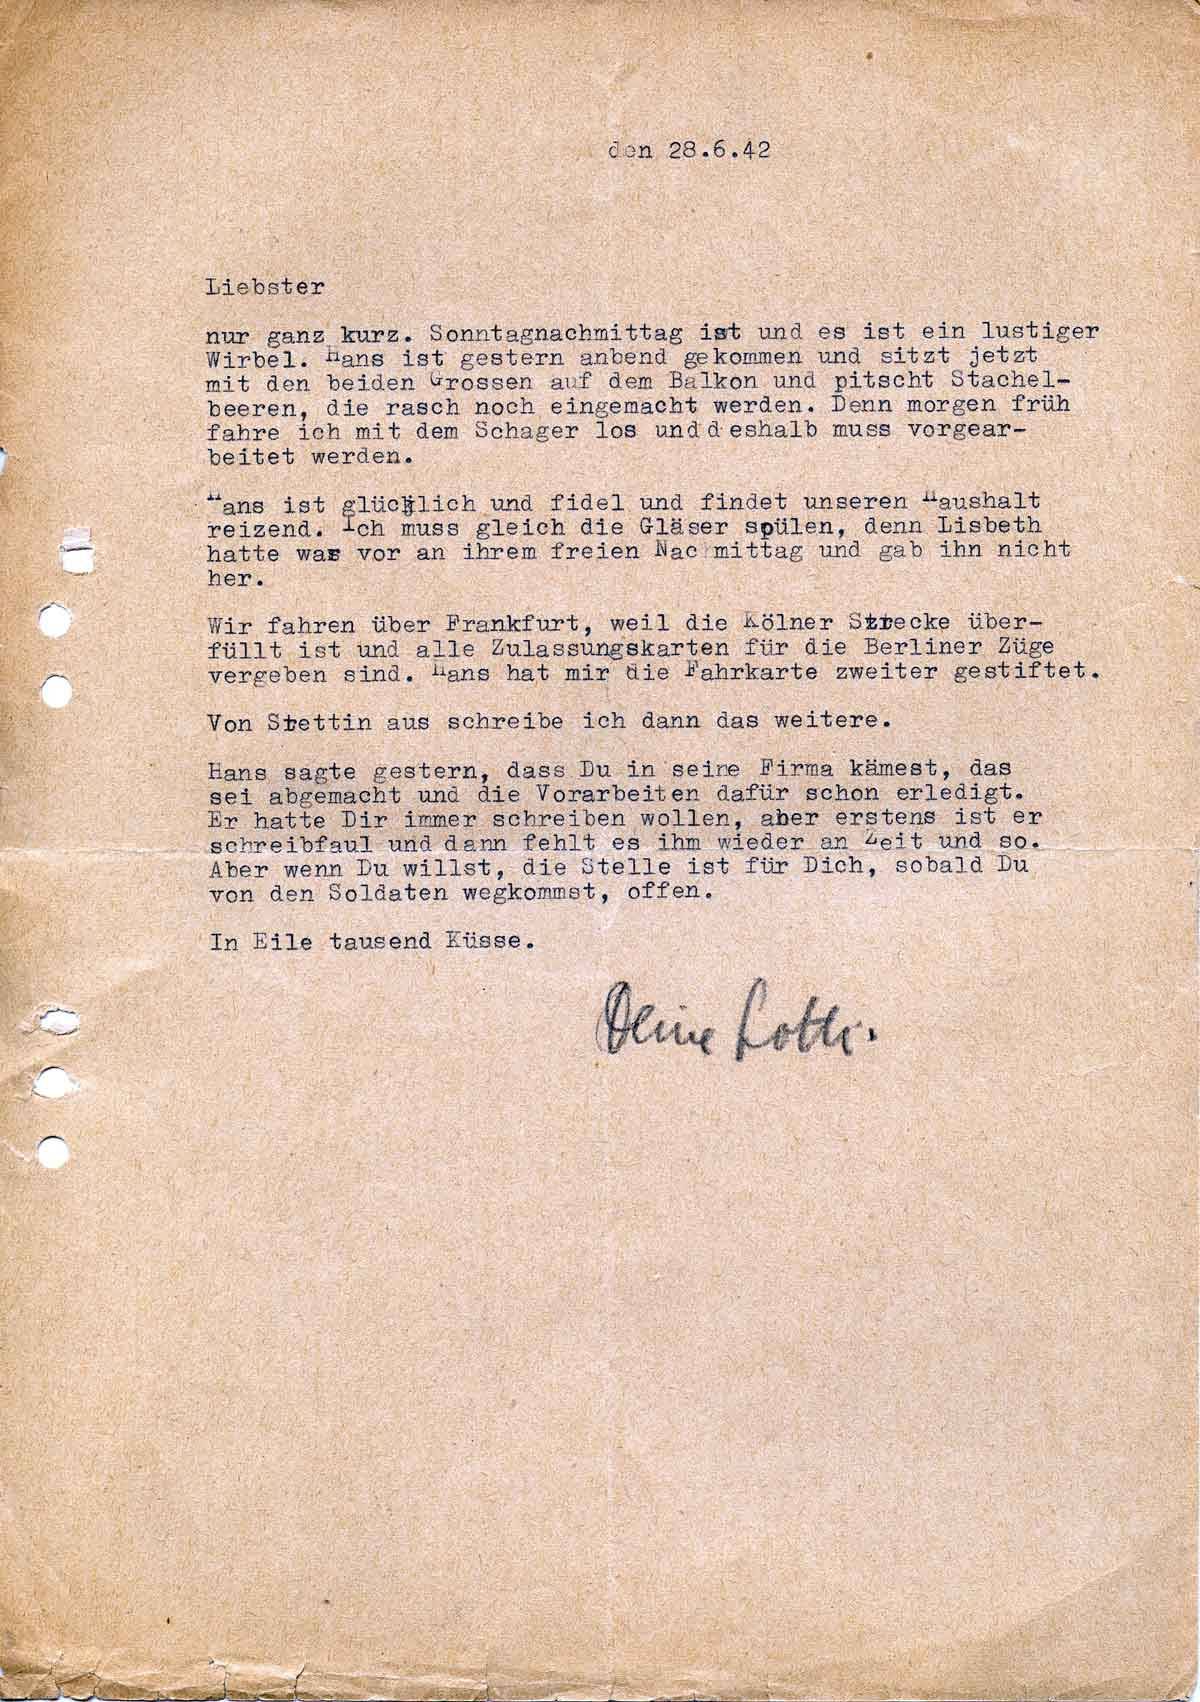 den 28.6.42
Liebster
nur ganz kurz. Sonntagnachmittag ist und es ist ein lustiger
Wirbel. Hans ist gestern anbend gekommen und sitzt jetzt
mit den beiden Grossen auf dem Balkon und pitscht Stachel-
beeren, die rasch noch eingemacht werden. Denn morgen früh
fahre ich mit dem Schager los unddeshalb muss vorgear-
beitet werden.
Hans ist glücklich und fidel und findet unseren Haushalt
reizend. Ich muss gleich die Gläser spülen, denn Lisbeth
hatte was vor an ihrem freien Nachmittag und gab ihn nicht
her.
Wir fahren über Frankfurt, weil die Kölner Strecke über-
füllt ist und alle Zulassungskarten für die Berliner Züge
vergeben sind. Hans hat mir die Fahrkarte zweiter gestiftet.
Von Stettin aus schreibe ich dann das weitere.
Hans sagte gestern, dass Du in seine Firma kämest, das
sei abgemacht und die Vorarbeiten dafür schon erledigt.
Er hatte Dir immer schreiben wollen, aber erstens ist er
schreibfaul und dann fehlt es ihm wieder an Zeit und so.
Aber wenn Du willst, die Stelle ist für Dich, sobald Du
von den Soldaten wegkommst, offen.
In Eile tausend Küsse.
Deine Lotti.